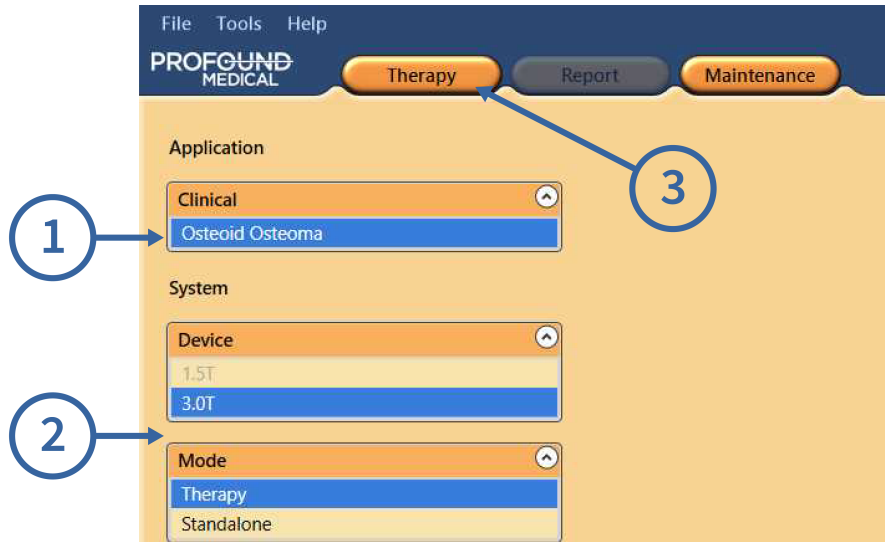 File Tools Help
PROFOUND
MEDICAL
Therapy Report Maintenance
Application
Clinical
Osteoid Osteoma
System
Device
1.5T
3.0T
Mode
Therapy
Standalone
1
2
3